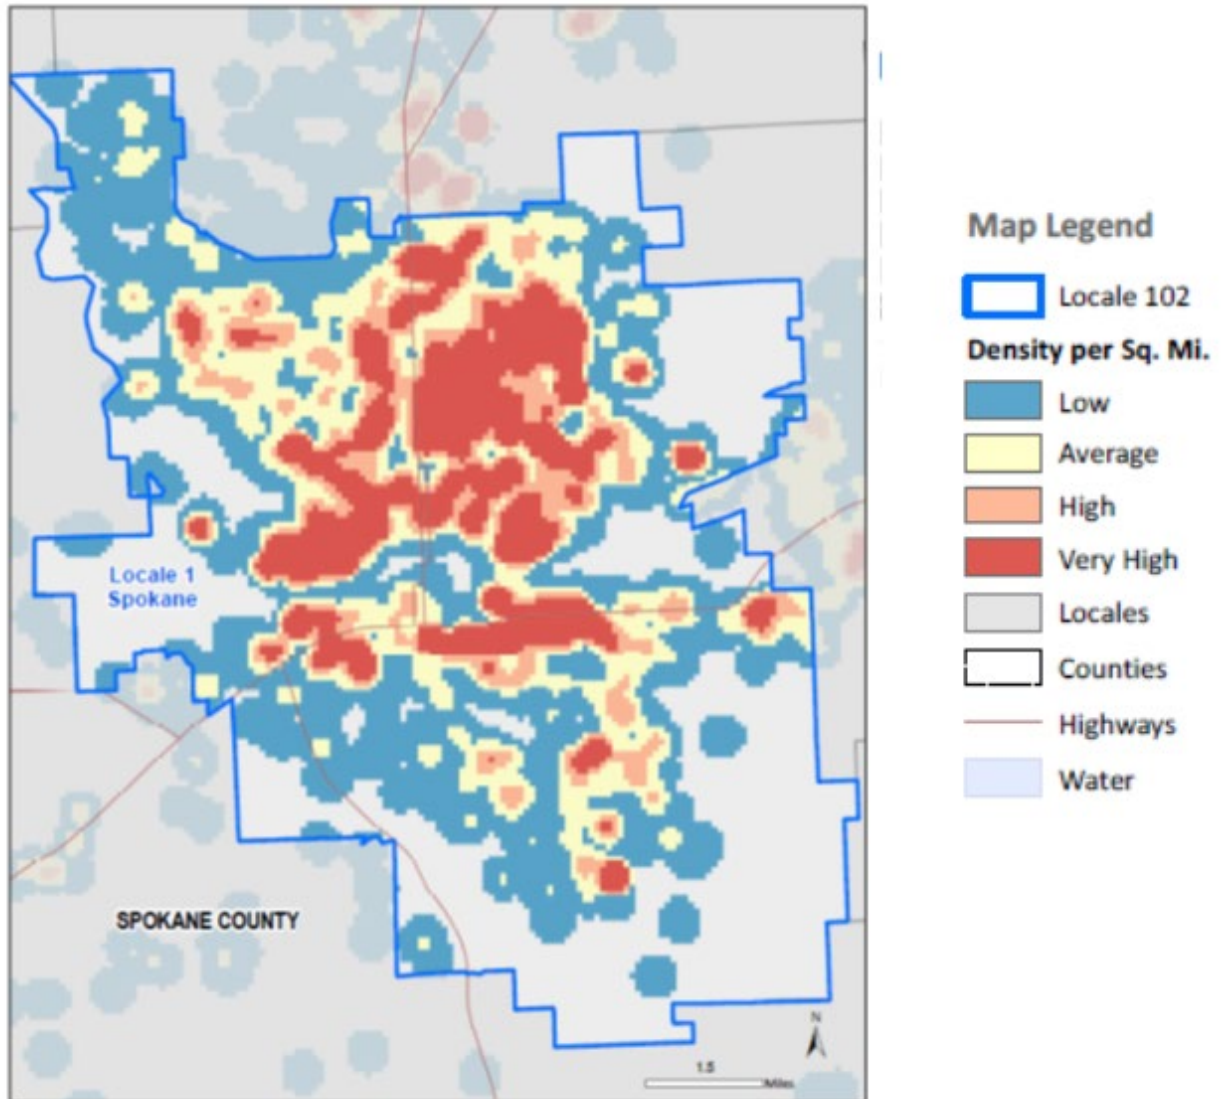 Locale 1
Spokane
SPOKANE COUNTY
N
1.5
Miles
Map Legend
Locale 102
Density per Sq. Mi.
Low
Average
High
Very High
Locales
Counties
Highways
Water